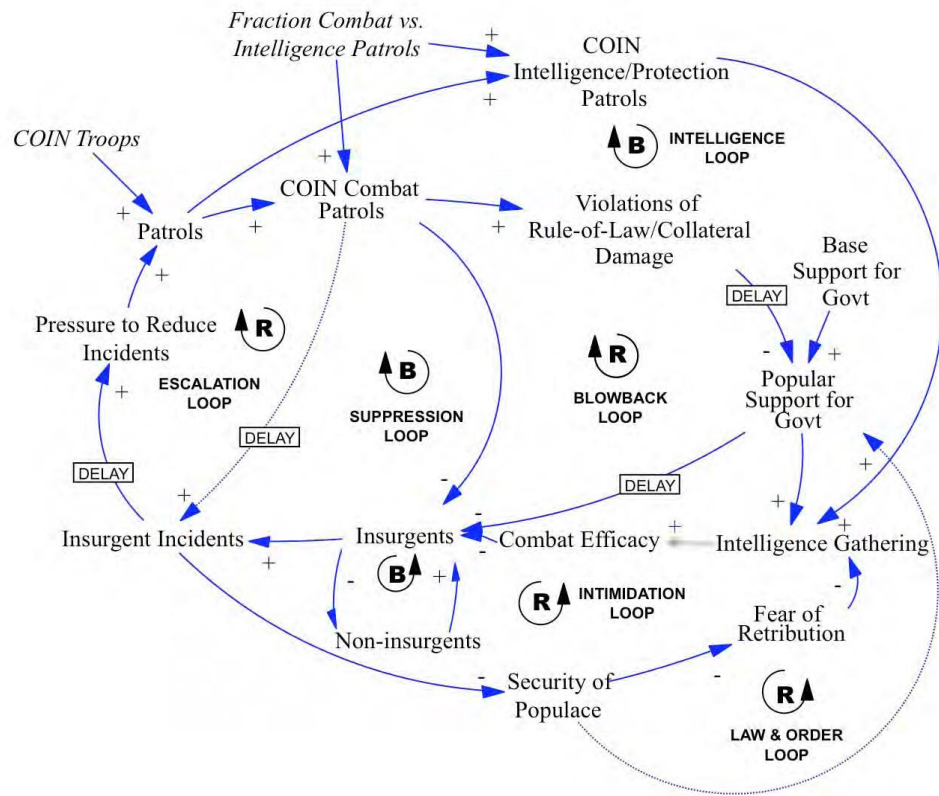 Fraction Combat vs.
Intelligence Patrols
+
+
COIN
Intelligence/Protection
Patrols
+
COIN Troops
B
INTELLIGENCE
LOOP
+
COIN Combat
Patrols
+
Patrols
+
+
Violations of
Rule-of-Law/Collateral
Damage
Base
Support for
Govt
+
DELAY
Pressure to Reduce
Incidents
R
R
B
-
+
+
ESCALATION
LOOP
SUPPRESSION
LOOP
BLOWBACK
LOOP
Popular
Support for
Govt
DELAY
DELAY
DELAY
+
-
+
-
+
+
+
Insurgent Incidents
Insurgents
-
Combat Efficacy
Intelligence Gathering
+
B
-
+
R
INTIMIDATION
LOOP
-
Non-insurgents
Fear of
Retribution
-
Security of
Populace
-
R
LAW & ORDER
LOOP